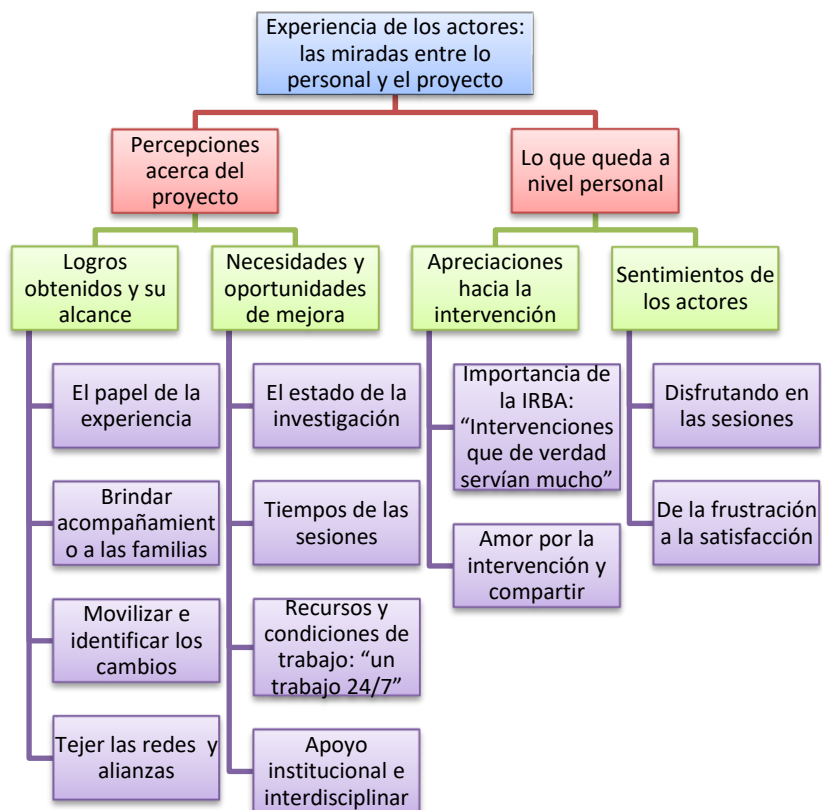 Experiencia de los actores:
las miradas entre lo
personal y el proyecto
Percepciones
acerca del
proyecto
Lo que queda a
nivel personal
Logros
obtenidos y su
alcance
Necesidades y
oportunidades
de mejora
Apreciaciones
hacia la
intervención
Sentimientos de
los actores
El papel de la
experiencia
Brindar
acompañamient
o a las familias
Movilizar e
identificar los
cambios
Tejer las redes y
alianzas
El estado de la
investigación
Tiempos de las
sesiones
Recursos y
condiciones de
trabajo: “un
trabajo 24/7”
Apoyo
institucional e
interdisciplinar
Importancia de
la IRBA:
“Intervenciones
que de verdad
servían mucho”
Amor por la
intervención y
compartir
Disfrutando en
las sesiones
De la frustración
a la satisfacción